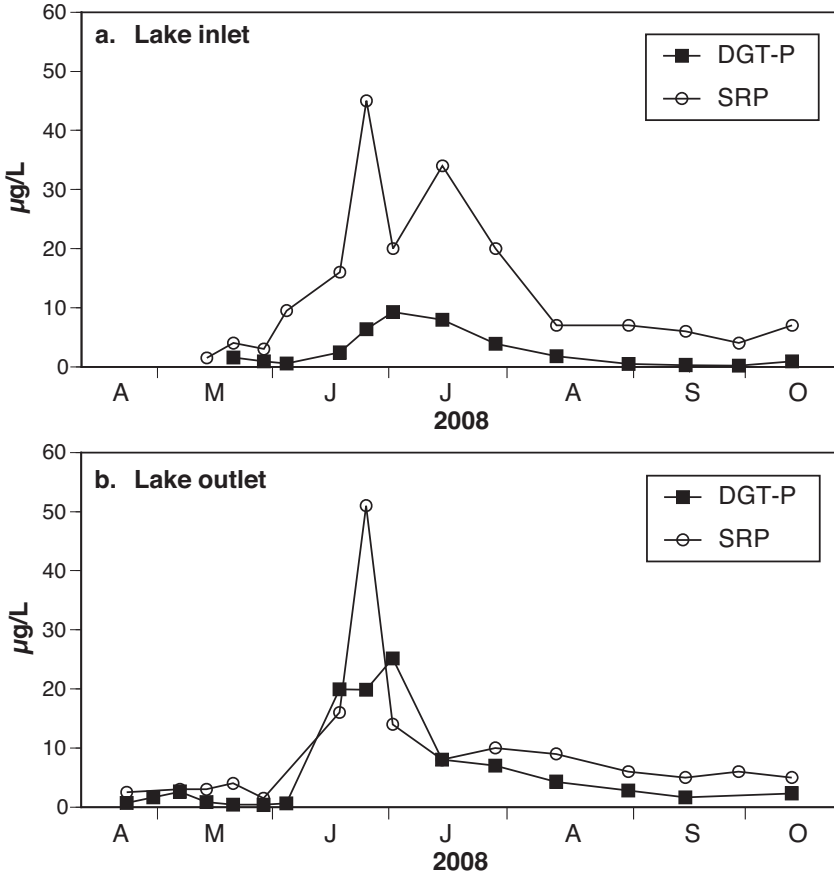 60
a. Lake inlet
DGT-P
50
SRP
40
µg/L
30
20
10
0
A M J J A S O
2008
60
b. Lake outlet
DGT-P
50
SRP
40
µg/L
30
20
10
0
A M J J A S O
2008